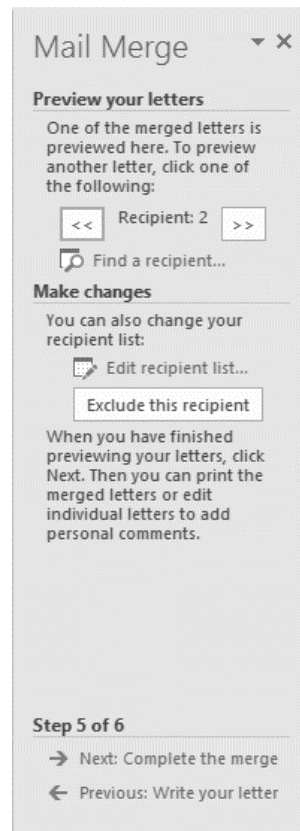 Mail Merge
Preview your letters
One of the merged letters is
previewed here. To preview
another letter, click one of
the following:
<< Recipient: 2 >>
Find a recipient...
Make changes
You can also change your
recipient list:
Edit recipient list...
Exclude this recipient
When you have finished
previewing your letters, click
Next. Then you can print the
merged letters or edit
individual letters to add
personal comments.
Step 5 of 6
Next: Complete the merge
Previous: Write your letter